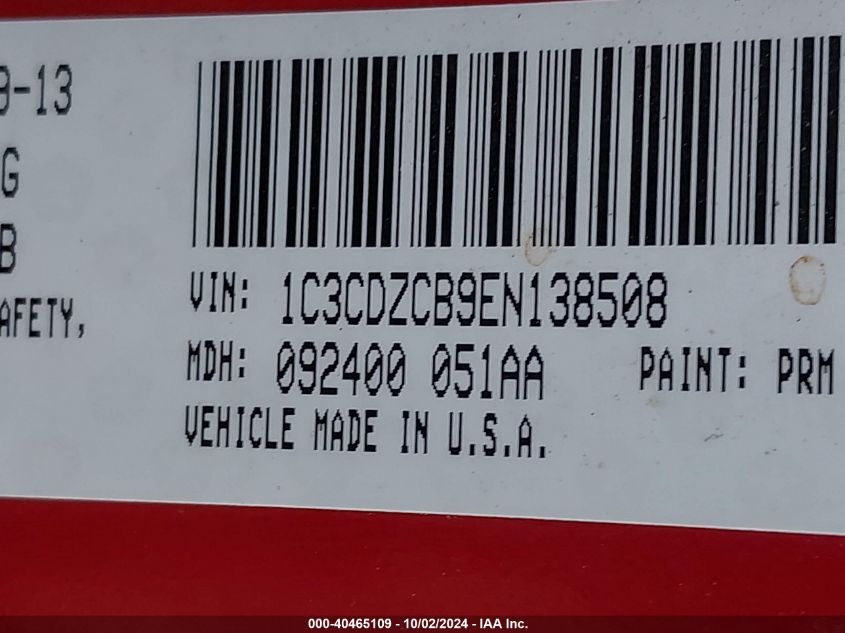 9-13
G
B
AFETY,
VIN: 1C3CDZCB9EN138508
MDH: 092400 051AA PAINT: PRM
VEHICLE MADE IN U.S.A.
000-40465109 - 10/02/2024 - IAA Inc.